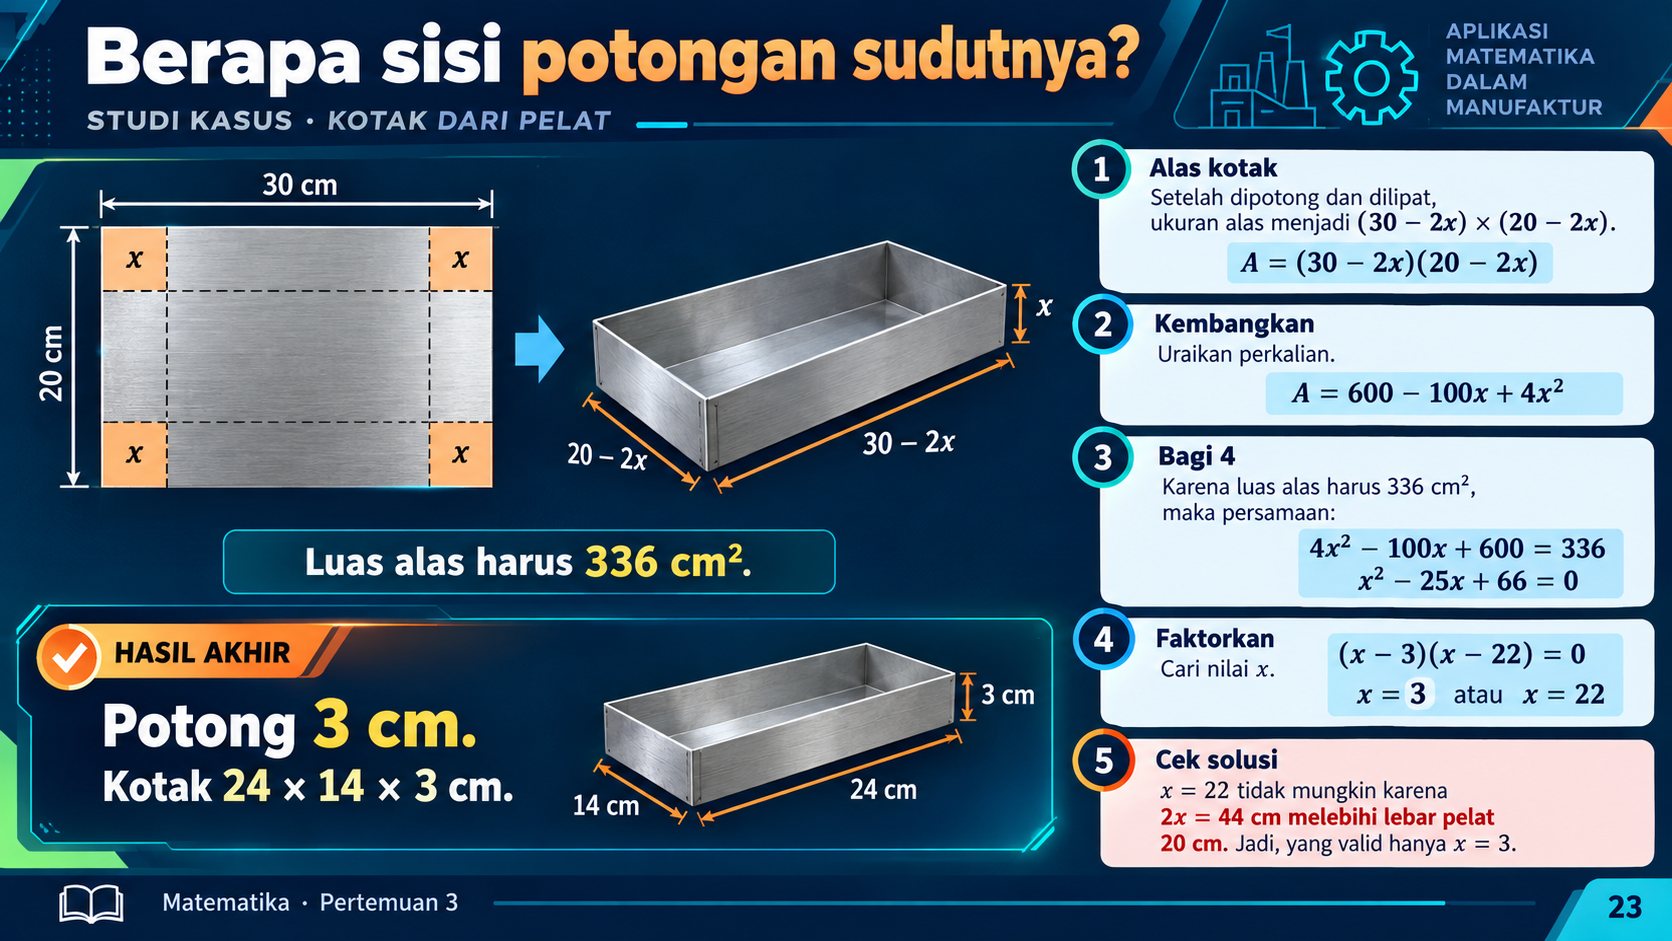 Berapa sisi potongan sudutnya?
STUDI KASUS · KOTAK DARI PELAT
APLIKASI
MATEMATIKA
DALAM
MANUFAKTUR
30 cm
20 cm
x
x
x
x
x
20 − 2x
30 − 2x
Luas alas harus 336 cm².
HASIL AKHIR
Potong 3 cm.
Kotak 24 × 14 × 3 cm.
3 cm
14 cm
24 cm
1
Alas kotak
Setelah dipotong dan dilipat,
ukuran alas menjadi (30 − 2x) × (20 − 2x).
A = (30 − 2x)(20 − 2x)
2
Kembangkan
Uraikan perkalian.
A = 600 − 100x + 4x²
3
Bagi 4
Karena luas alas harus 336 cm²,
maka persamaan:
4x² − 100x + 600 = 336
x² − 25x + 66 = 0
4
Faktorkan
Cari nilai x.
(x − 3)(x − 22) = 0
x = 3 atau x = 22
5
Cek solusi
x = 22 tidak mungkin karena
2x = 44 cm melebihi lebar pelat
20 cm. Jadi, yang valid hanya x = 3.
Matematika · Pertemuan 3
23